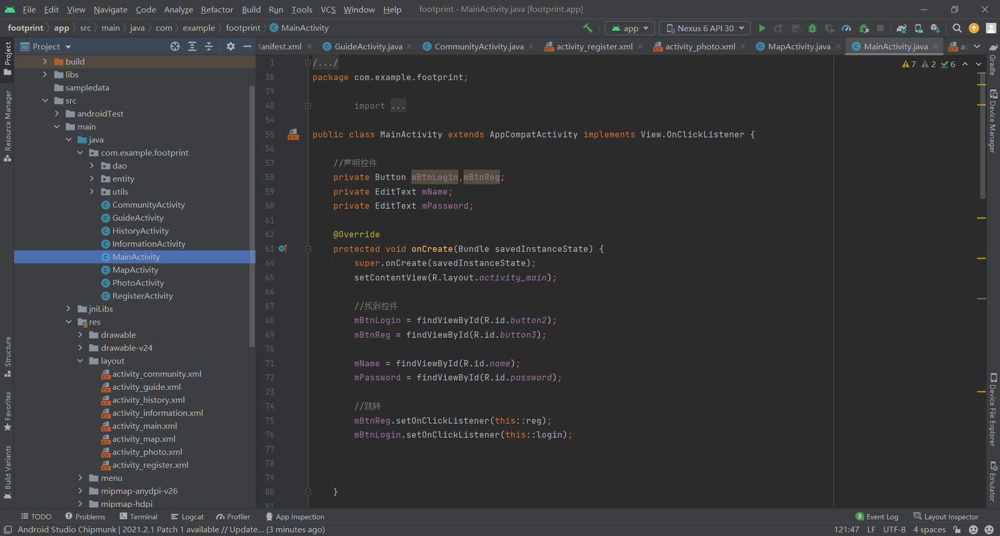 File Edit View Navigate Code Analyze Refactor Build Run Tools VCS Window Help footprint - MainActivity.java [footprint.app]
footprint app src main java com example footprint MainActivity app Nexus 6 API 30
Project
Project
Resource Manager
Structure
Favorites
Build Variants
build
libs
sampledata
src
androidTest
main
java
com.example.footprint
dao
entity
utils
CommunityActivity
GuideActivity
HistoryActivity
InformationActivity
MainActivity
MapActivity
PhotoActivity
RegisterActivity
jniLibs
res
drawable
drawable-v24
layout
activity_community.xml
activity_guide.xml
activity_history.xml
activity_information.xml
activity_main.xml
activity_map.xml
activity_photo.xml
activity_register.xml
menu
mipmap-anydpi-v26
mipmap-hdpi
anifest.xml GuideActivity.java CommunityActivity.java activity_register.xml activity_photo.xml MapActivity.java MainActivity.java ac
7 2 6
1 /.../
38 package com.example.footprint;
39
40 import ...
54
55 public class MainActivity extends AppCompatActivity implements View.OnClickListener {
56
57 //声明控件
58 private Button mBtnLogin,mBtnReg;
59 private EditText mName;
60 private EditText mPassword;
61
62 @Override
63 protected void onCreate(Bundle savedInstanceState) {
64 super.onCreate(savedInstanceState);
65 setContentView(R.layout.activity_main);
66
67 //找到控件
68 mBtnLogin = findViewById(R.id.button2);
69 mBtnReg = findViewById(R.id.button3);
70
71 mName = findViewById(R.id.name);
72 mPassword = findViewById(R.id.password);
73
74 //跳转
75 mBtnReg.setOnClickListener(this::reg);
76 mBtnLogin.setOnClickListener(this::login);
77
78
79
80 }
81
Gradle
Device Manager
Device File Explorer
Emulator
TODO Problems Terminal Logcat Profiler App Inspection 3 Event Log Layout Inspector
Android Studio Chipmunk | 2021.2.1 Patch 1 available // Update... (3 minutes ago) 121:47 LF UTF-8 4 spaces